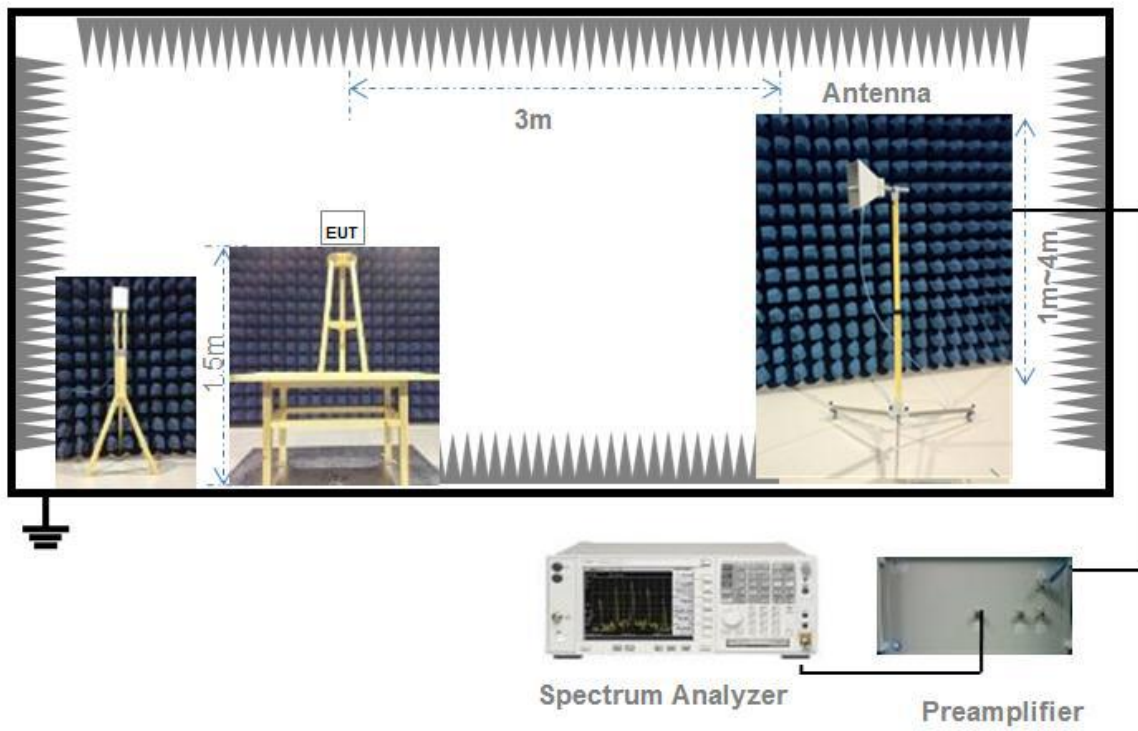 3m
Antenna
EUT
1.5m
1m~4m
Spectrum Analyzer
Preamplifier